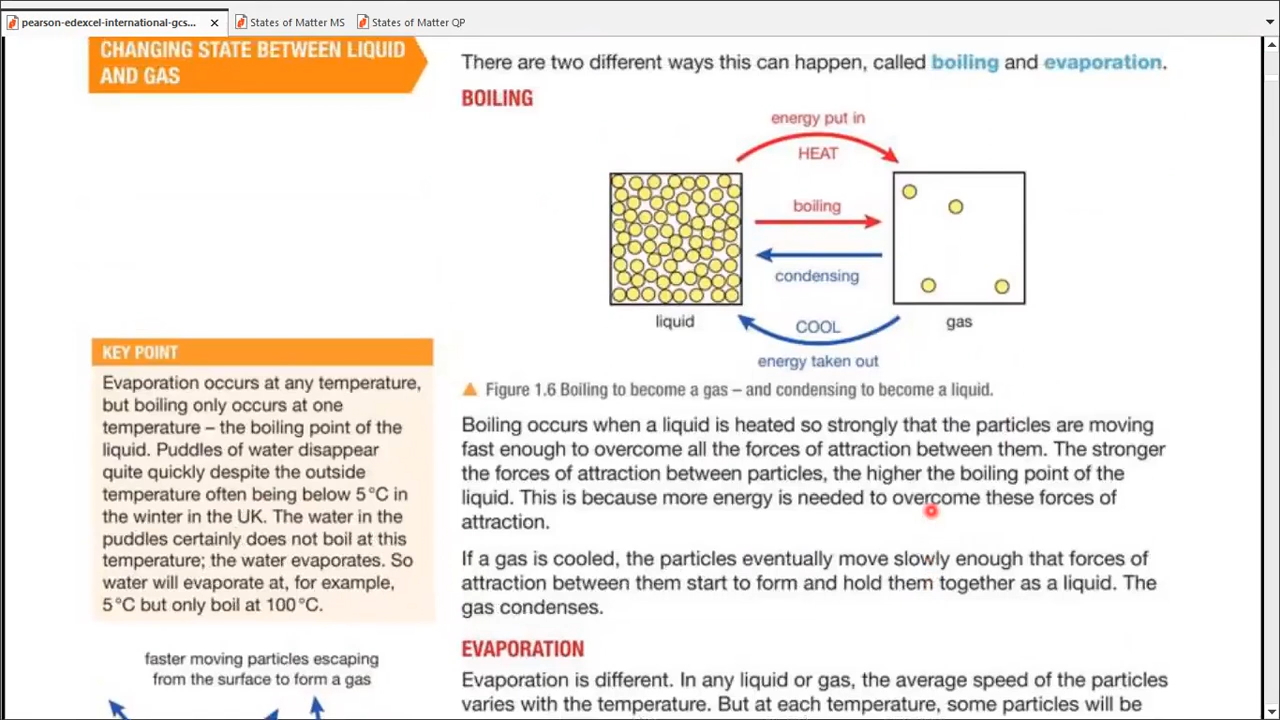 pearson-edexcel-international-gcs...
States of Matter MS
States of Matter QP
CHANGING STATE BETWEEN LIQUID
AND GAS
There are two different ways this can happen, called boiling and evaporation.
BOILING
energy put in
HEAT
boiling
condensing
liquid
COOL
gas
energy taken out
Figure 1.6 Boiling to become a gas – and condensing to become a liquid.
KEY POINT
Evaporation occurs at any temperature,
but boiling only occurs at one
temperature – the boiling point of the
liquid. Puddles of water disappear
quite quickly despite the outside
temperature often being below 5 °C in
the winter in the UK. The water in the
puddles certainly does not boil at this
temperature; the water evaporates. So
water will evaporate at, for example,
5 °C but only boil at 100 °C.
Boiling occurs when a liquid is heated so strongly that the particles are moving
fast enough to overcome all the forces of attraction between them. The stronger
the forces of attraction between particles, the higher the boiling point of the
liquid. This is because more energy is needed to overcome these forces of
attraction.
If a gas is cooled, the particles eventually move slowly enough that forces of
attraction between them start to form and hold them together as a liquid. The
gas condenses.
faster moving particles escaping
from the surface to form a gas
EVAPORATION
Evaporation is different. In any liquid or gas, the average speed of the particles
varies with the temperature. But at each temperature, some particles will be